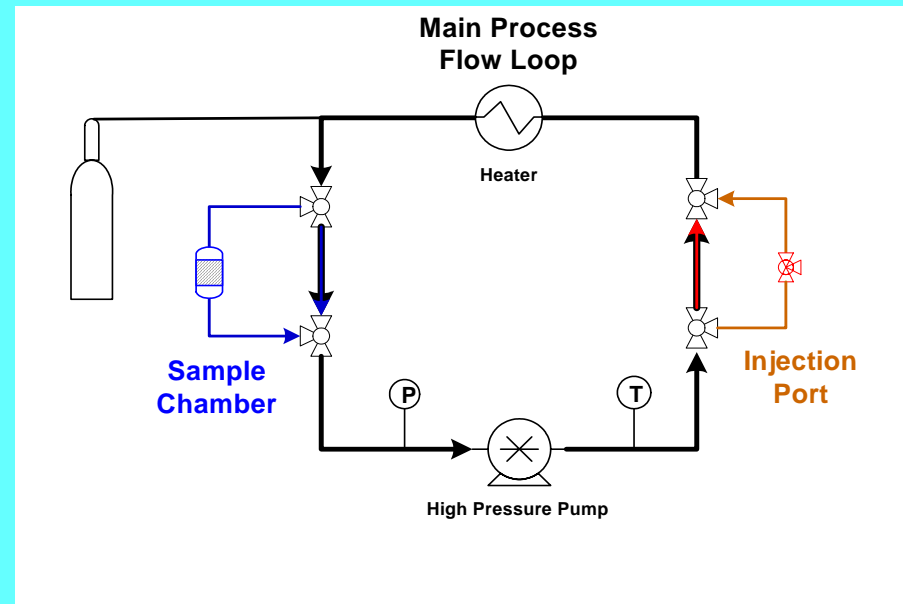 Main Process
Flow Loop
Heater
Sample
Chamber
Injection
Port
P
T
High Pressure Pump